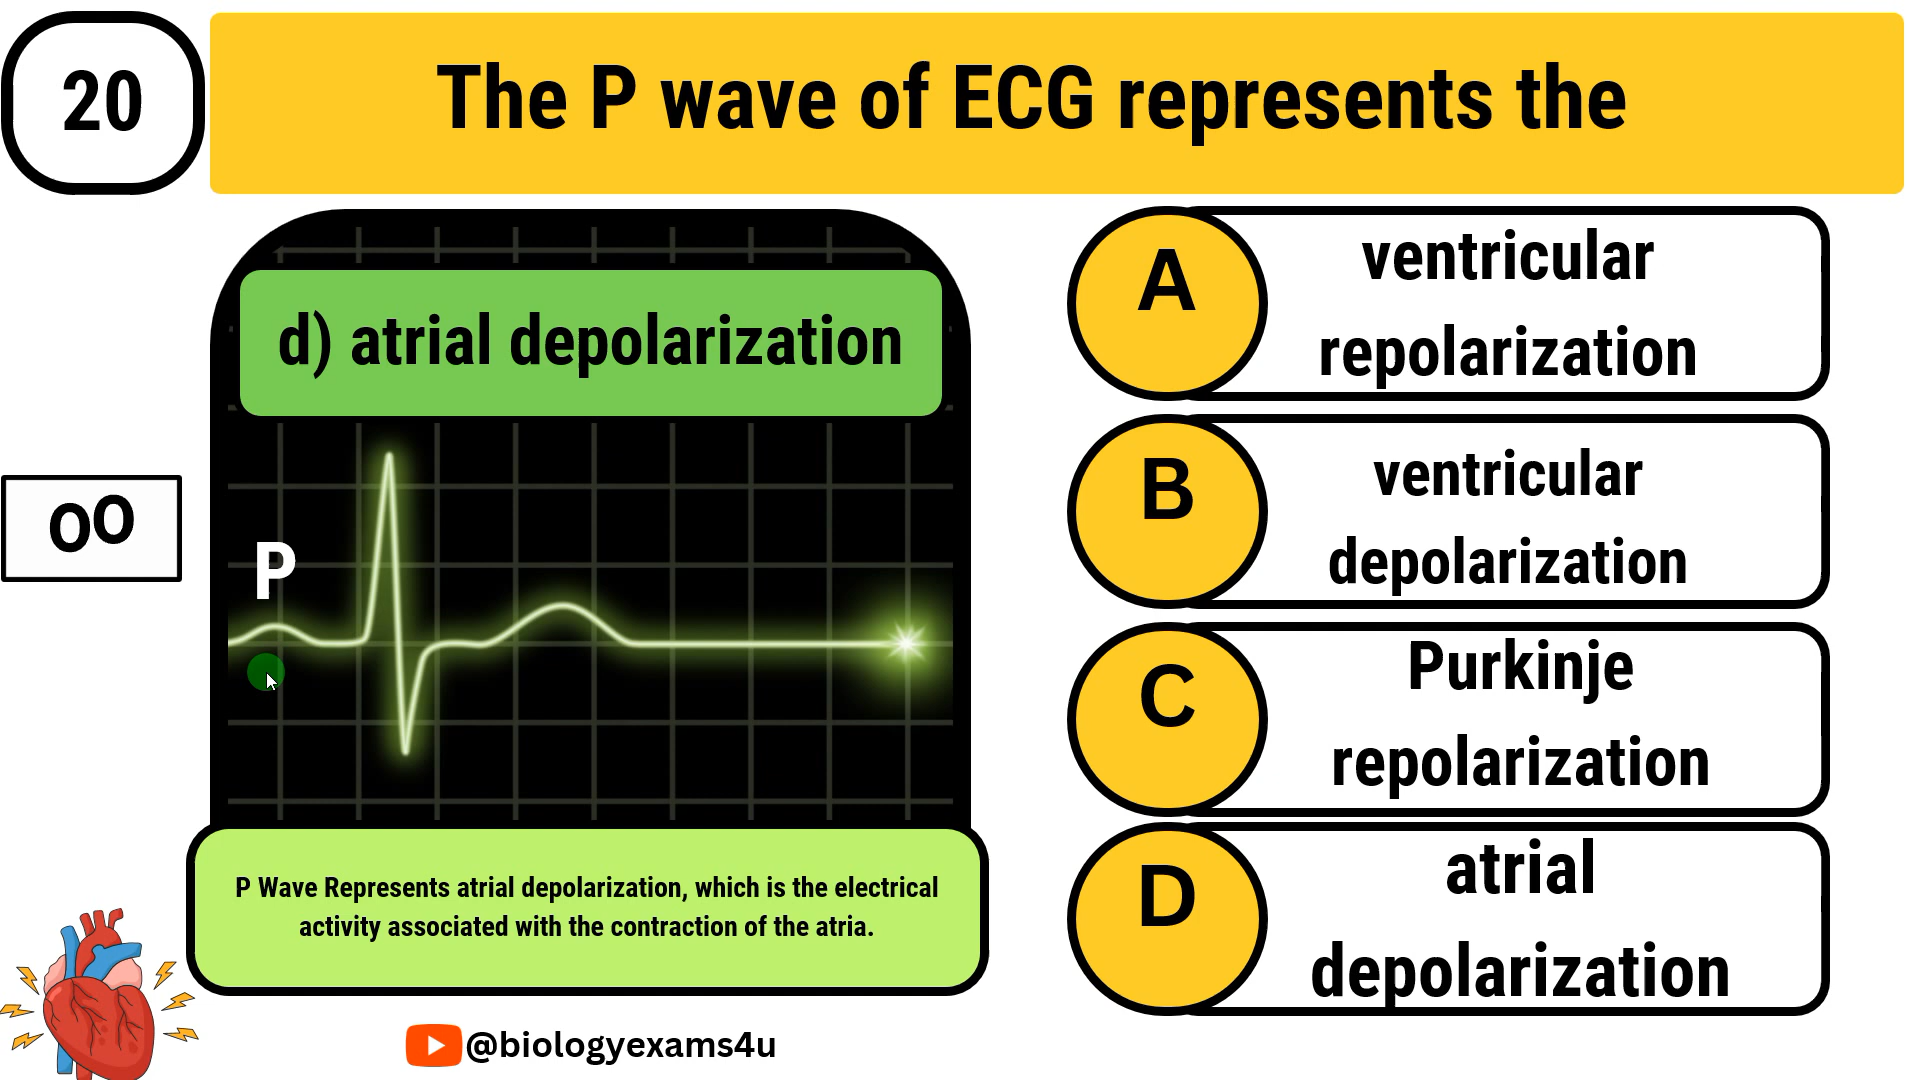 20
The P wave of ECG represents the
d) atrial depolarization
P
00
P Wave Represents atrial depolarization, which is the electrical
activity associated with the contraction of the atria.
@biologyexams4u
A
ventricular
repolarization
B
ventricular
depolarization
C
Purkinje
repolarization
D
atrial
depolarization